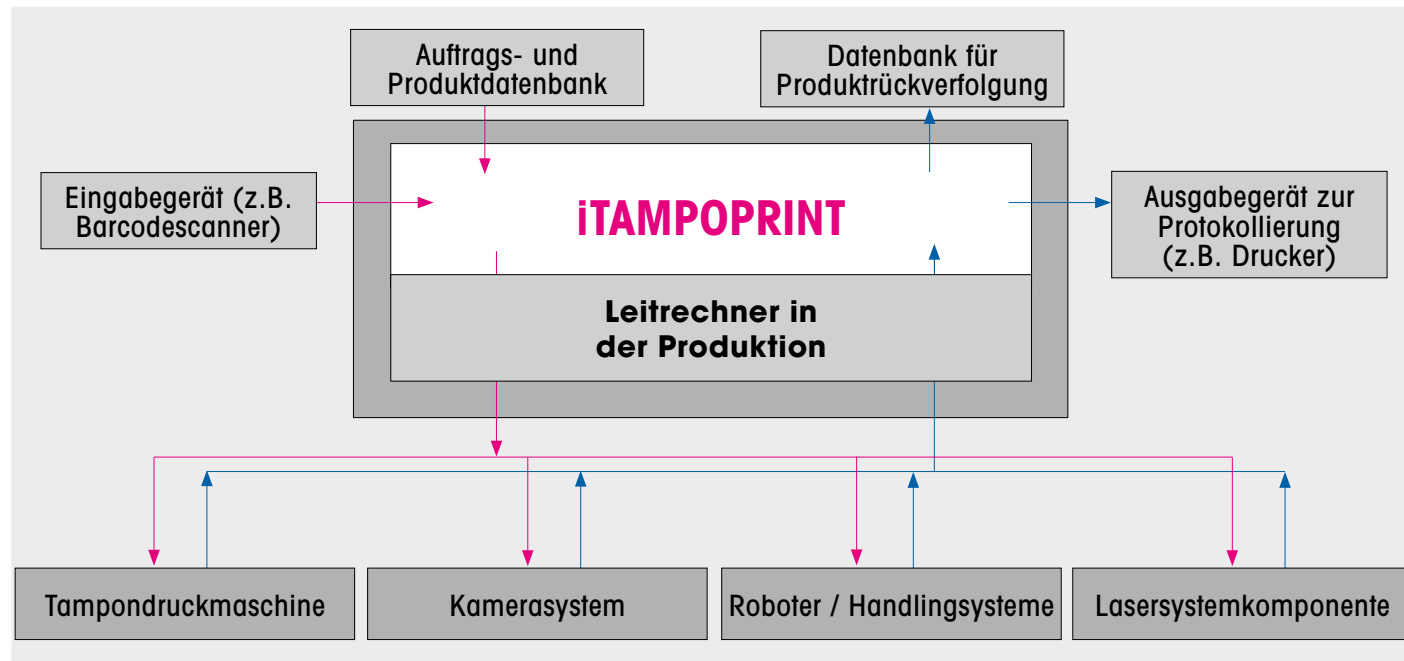 Auftrags- und
Produktdatenbank
Datenbank für
Produktrückverfolgung
Eingabegerät (z.B.
Barcodescanner)
iTAMPOPRINT
Ausgabegerät zur
Protokollierung
(z.B. Drucker)
Leitrechner in
der Produktion
Tampondruckmaschine
Kamerasystem
Roboter / Handlingsysteme
Lasersystemkomponente